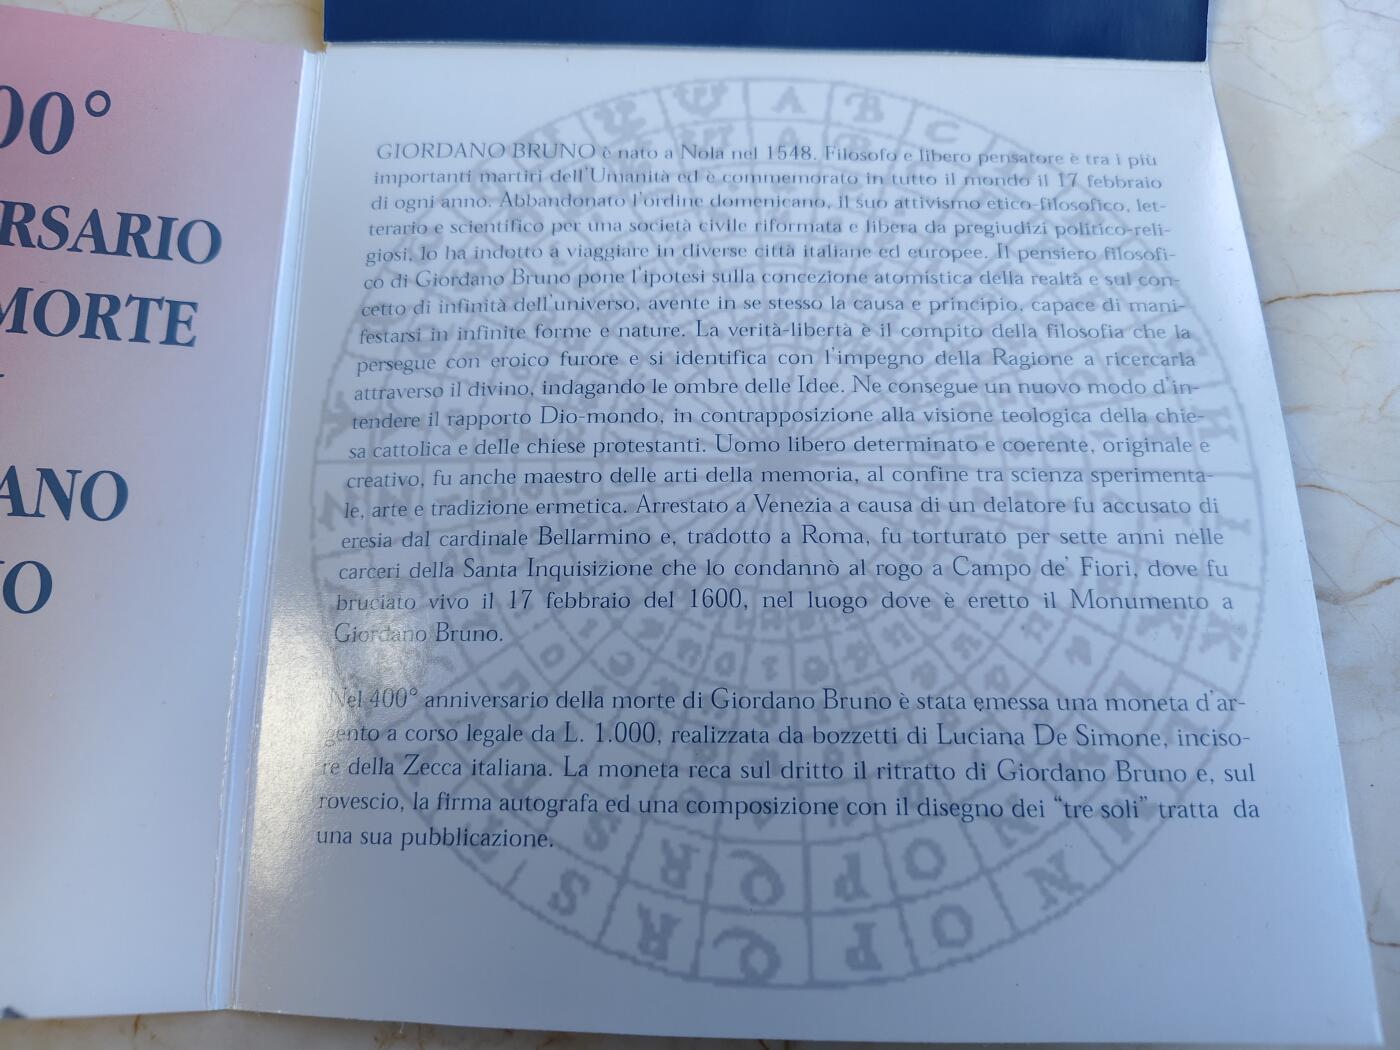 00°
RSARIO
MORTE
ANO
O
GIORDANO BRUNO è nato a Nola nel 1548. Filosofo e libero pensatore è tra i più
importanti martiri dell'Umanità ed è commemorato in tutto il mondo il 17 febbraio
di ogni anno. Abbandonato l'ordine domenicano, il suo attivismo etico-filosofico, let-
terario e scientifico per una società civile riformata e libera da pregiudizi politico-reli-
giosi, lo ha indotto a viaggiare in diverse città italiane ed europee. Il pensiero filosofi-
co di Giordano Bruno pone l'ipotesi sulla concezione atomistica della realtà e sul con-
cetto di infinità dell'universo, avente in se stesso la causa e principio, capace di mani-
festarsi in infinite forme e nature. La verità-libertà è il compito della filosofia che la
persegue con eroico furore e si identifica con l'impegno della Ragione a ricercarla
attraverso il divino, indagando le ombre delle Idee. Ne consegue un nuovo modo d'in-
tendere il rapporto Dio-mondo, in contrapposizione alla visione teologica della chie-
sa cattolica e delle chiese protestanti. Uomo libero determinato e coerente, originale e
creativo, fu anche maestro delle arti della memoria, al confine tra scienza sperimenta-
le, arte e tradizione ermetica. Arrestato a Venezia a causa di un delatore fu accusato di
eresia dal cardinale Bellarmino e, tradotto a Roma, fu torturato per sette anni nelle
carceri della Santa Inquisizione che lo condannò al rogo a Campo de' Fiori, dove fu
bruciato vivo il 17 febbraio del 1600, nel luogo dove è eretto il Monumento a
Giordano Bruno.
Nel 400° anniversario della morte di Giordano Bruno è stata emessa una moneta d'ar-
gento a corso legale da L. 1.000, realizzata da bozzetti di Luciana De Simone, inciso-
re della Zecca italiana. La moneta reca sul dritto il ritratto di Giordano Bruno e, sul
rovescio, la firma autografa ed una composizione con il disegno dei “tre soli” tratta da
una sua pubblicazione.